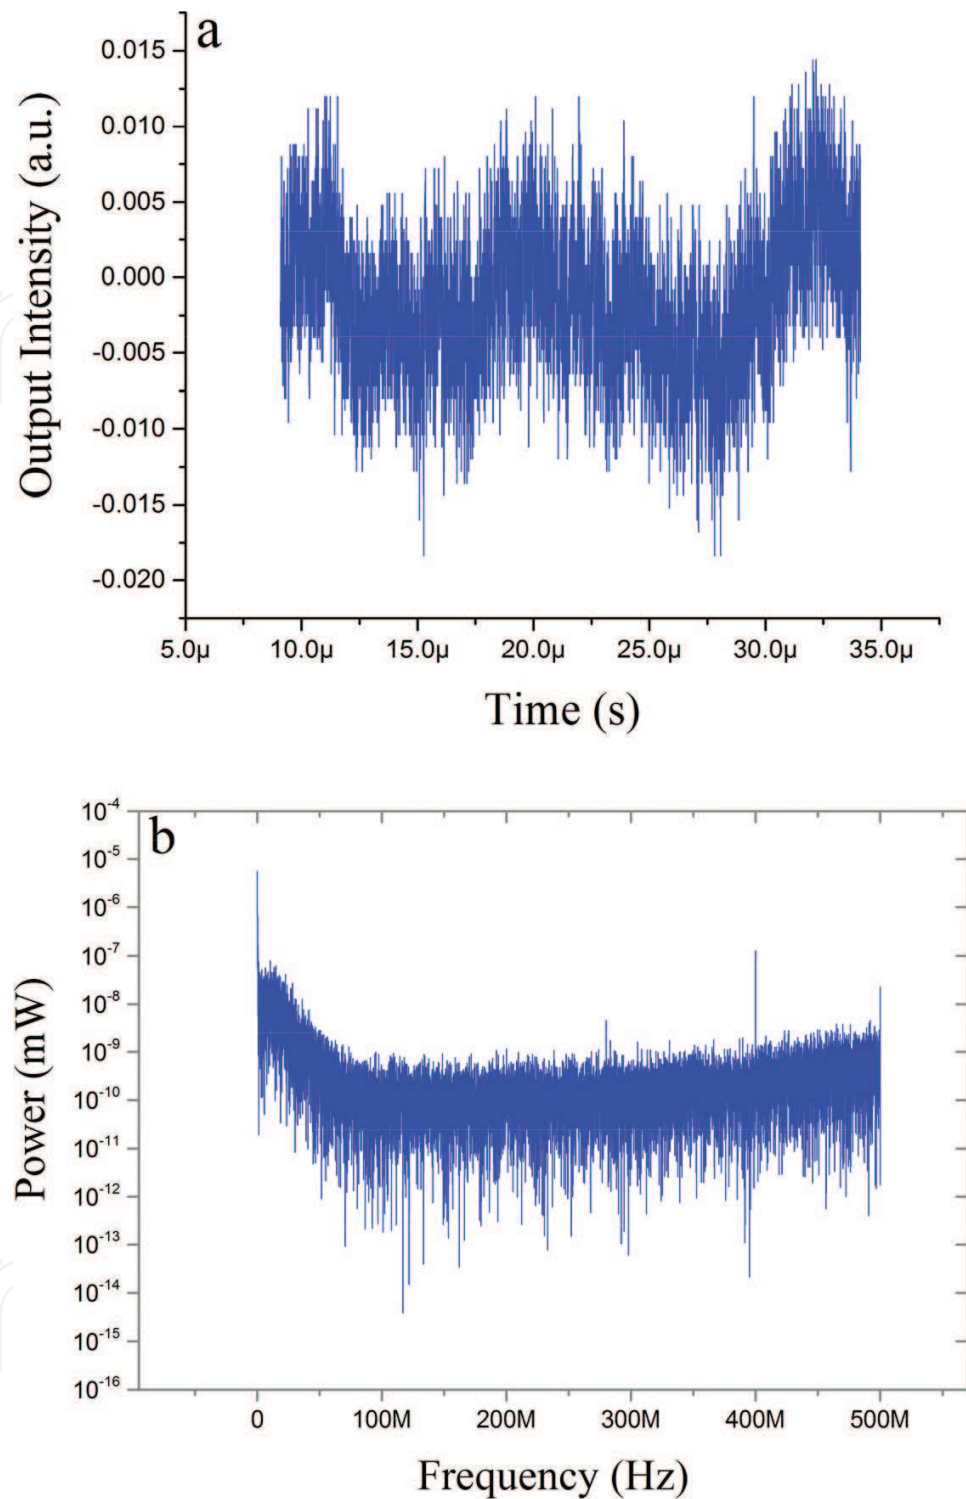 a
0.015
0.010
0.005
0.000
-0.005
-0.010
-0.015
-0.020
Output Intensity (a.u.)
5.0μ 10.0μ 15.0μ 20.0μ 25.0μ 30.0μ 35.0μ
Time (s)
b
10-4
10-5
10-6
10-7
10-8
10-9
10-10
10-11
10-12
10-13
10-14
10-15
10-16
Power (mW)
0 100M 200M 300M 400M 500M
Frequency (Hz)